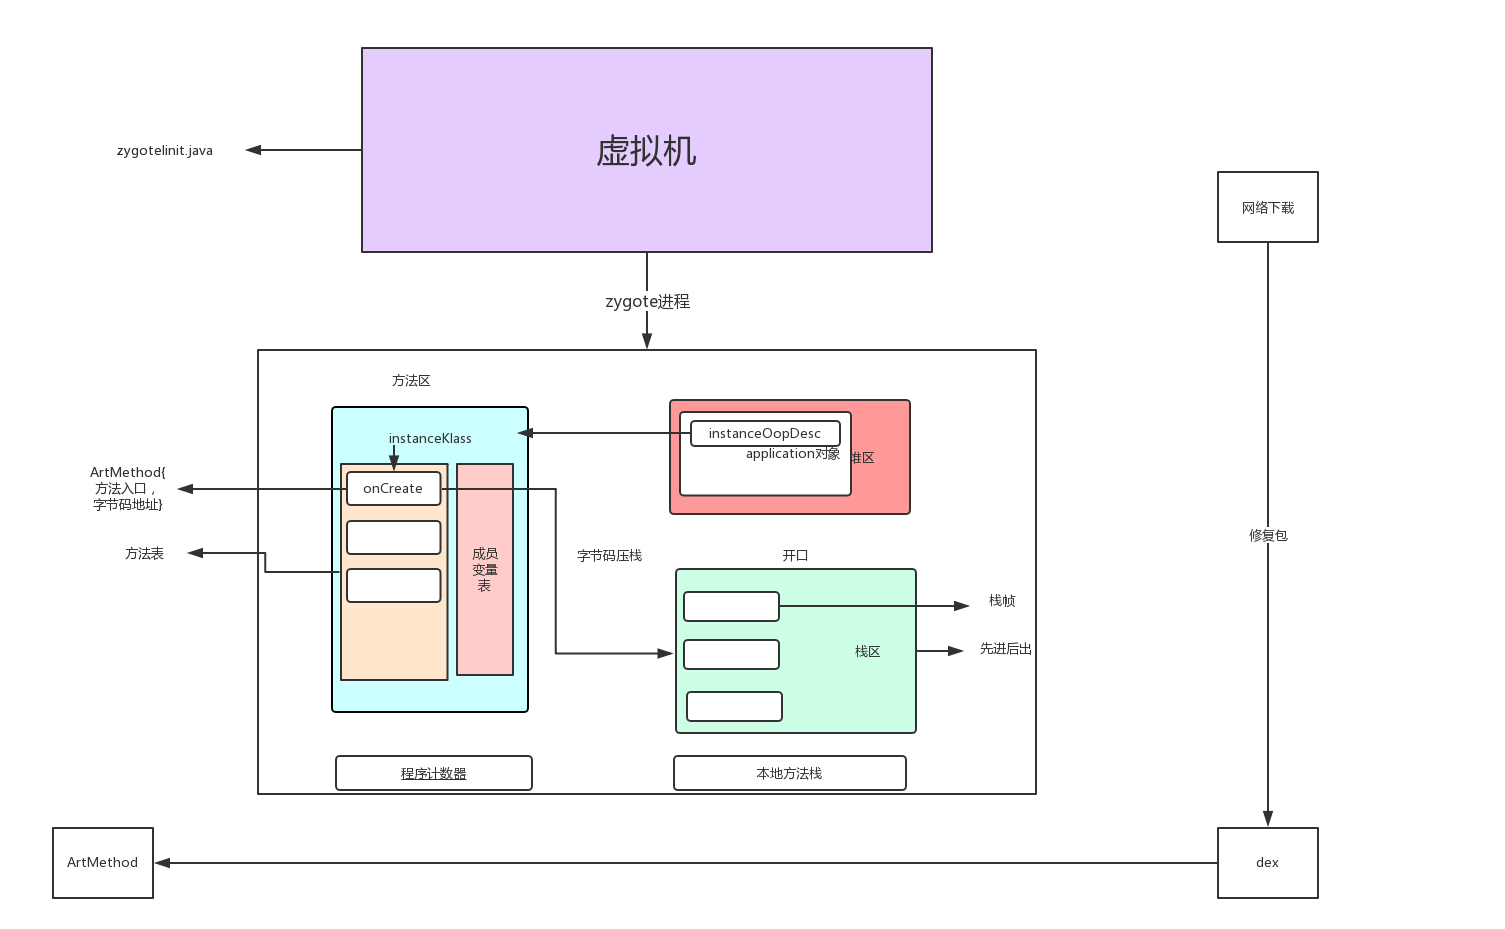 虚拟机
zygotelinit.java
网络下载
zygote进程
方法区
instanceKlass
instanceOopDesc
application对象
堆区
ArtMethod{
方法入口，
字节码地址}
onCreate
方法表
成员
变量
表
字节码压栈
开口
修复包
栈帧
栈区
先进后出
程序计数器
本地方法栈
ArtMethod
dex